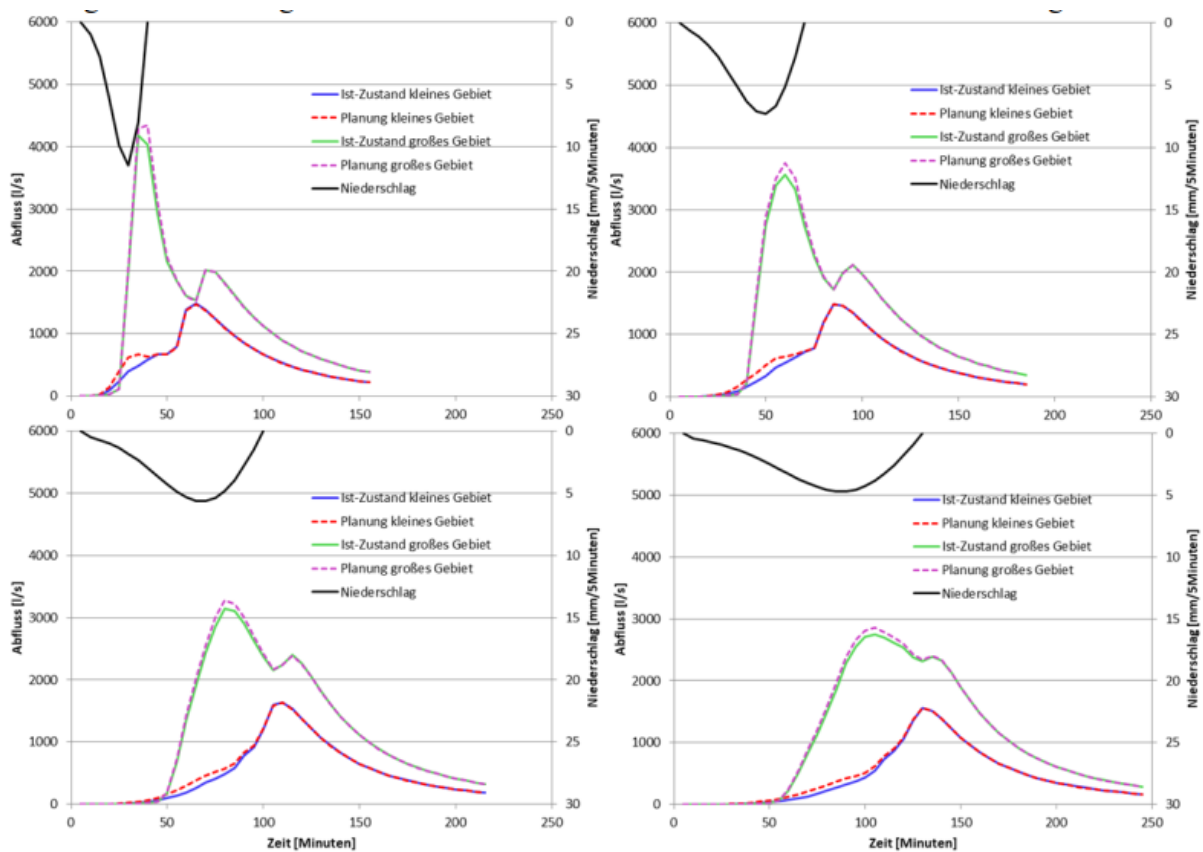 6000
5000
4000
3000
2000
1000
0
Abfluss [l/s]
0
5
10
15
20
25
30
Niederschlag [mm/5Minuten]
Ist-Zustand kleines Gebiet
Planung kleines Gebiet
Ist-Zustand großes Gebiet
Planung großes Gebiet
Niederschlag
0 50 100 150 200 250
6000
5000
4000
3000
2000
1000
0
Abfluss [l/s]
0
5
10
15
20
25
30
Niederschlag [mm/5Minuten]
Ist-Zustand kleines Gebiet
Planung kleines Gebiet
Ist-Zustand großes Gebiet
Planung großes Gebiet
Niederschlag
0 50 100 150 200 250
6000
5000
4000
3000
2000
1000
0
Abfluss [l/s]
0
5
10
15
20
25
30
Niederschlag [mm/5Minuten]
Ist-Zustand kleines Gebiet
Planung kleines Gebiet
Ist-Zustand großes Gebiet
Planung großes Gebiet
Niederschlag
0 50 100 150 200 250
Zeit [Minuten]
6000
5000
4000
3000
2000
1000
0
Abfluss [l/s]
0
5
10
15
20
25
30
Niederschlag [mm/5Minuten]
Ist-Zustand kleines Gebiet
Planung kleines Gebiet
Ist-Zustand großes Gebiet
Planung großes Gebiet
Niederschlag
0 50 100 150 200 250
Zeit [Minuten]